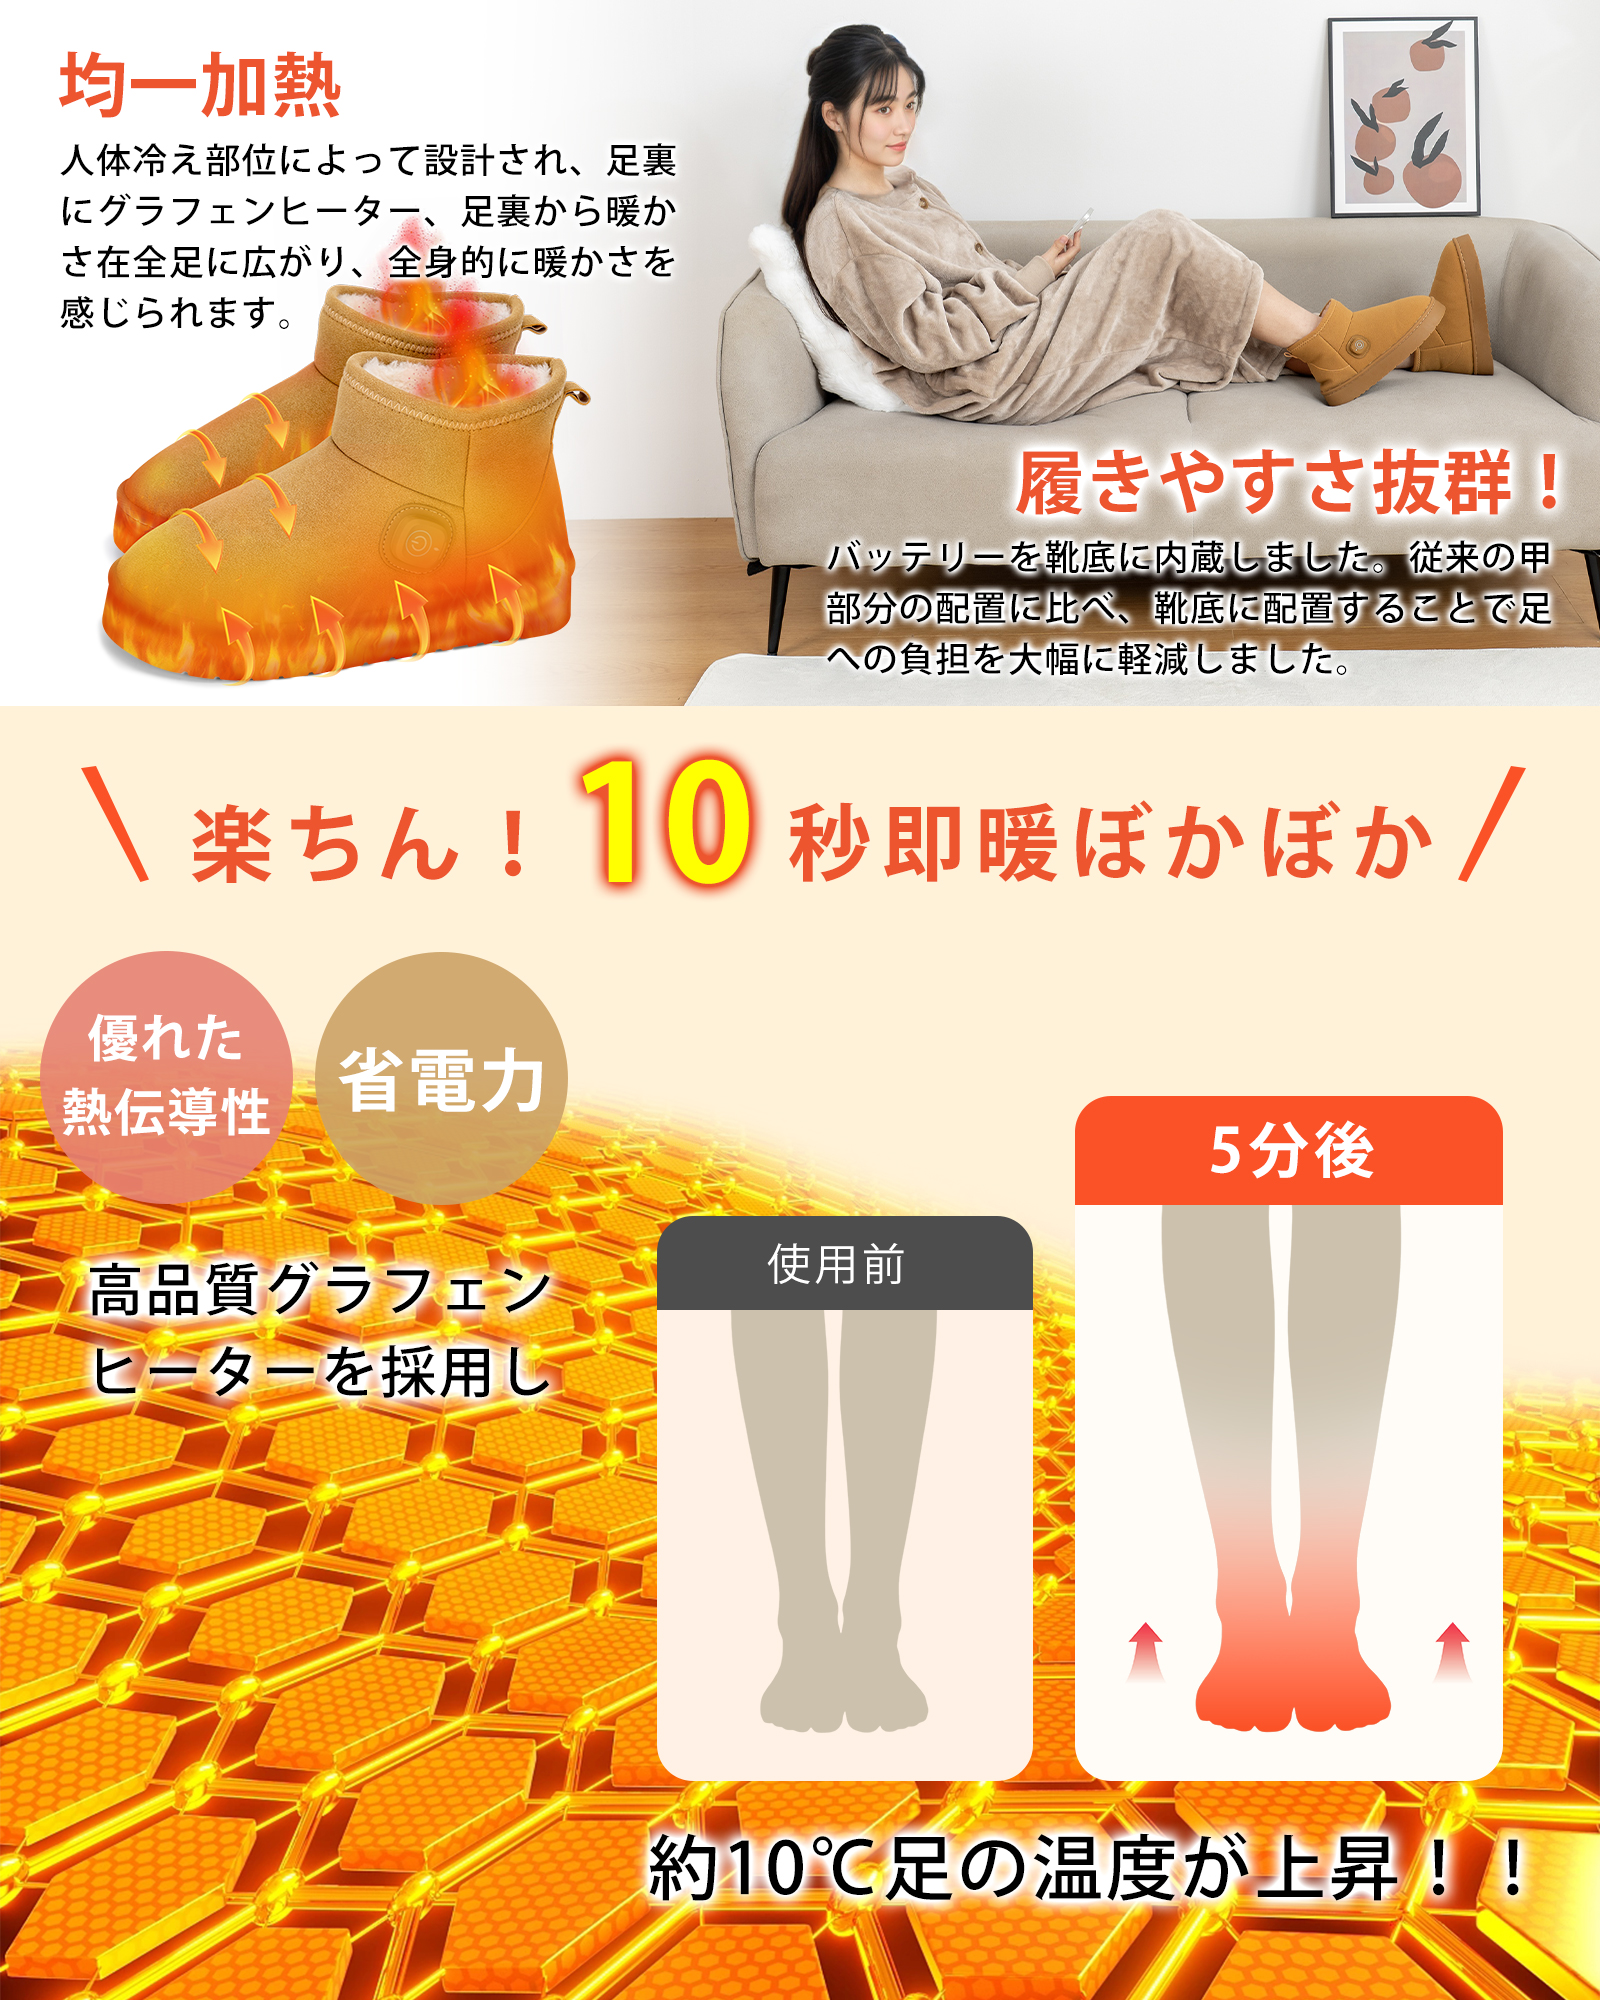 均一加熱
人体冷え部位によって設計され、足裏
にグラフェンヒーター、足裏から暖か
さ在全足に広がり、全身的に暖かさを
感じられます。
履きやすさ抜群！
バッテリーを靴底に内蔵しました。従来の甲
部分の配置に比べ、靴底に配置することで足
への負担を大幅に軽減しました。
楽ちん！10秒即暖ぽかぽか
優れた
熱伝導性
省電力
高品質グラフェン
ヒーターを採用し
使用前
5分後
約10℃足の温度が上昇！！